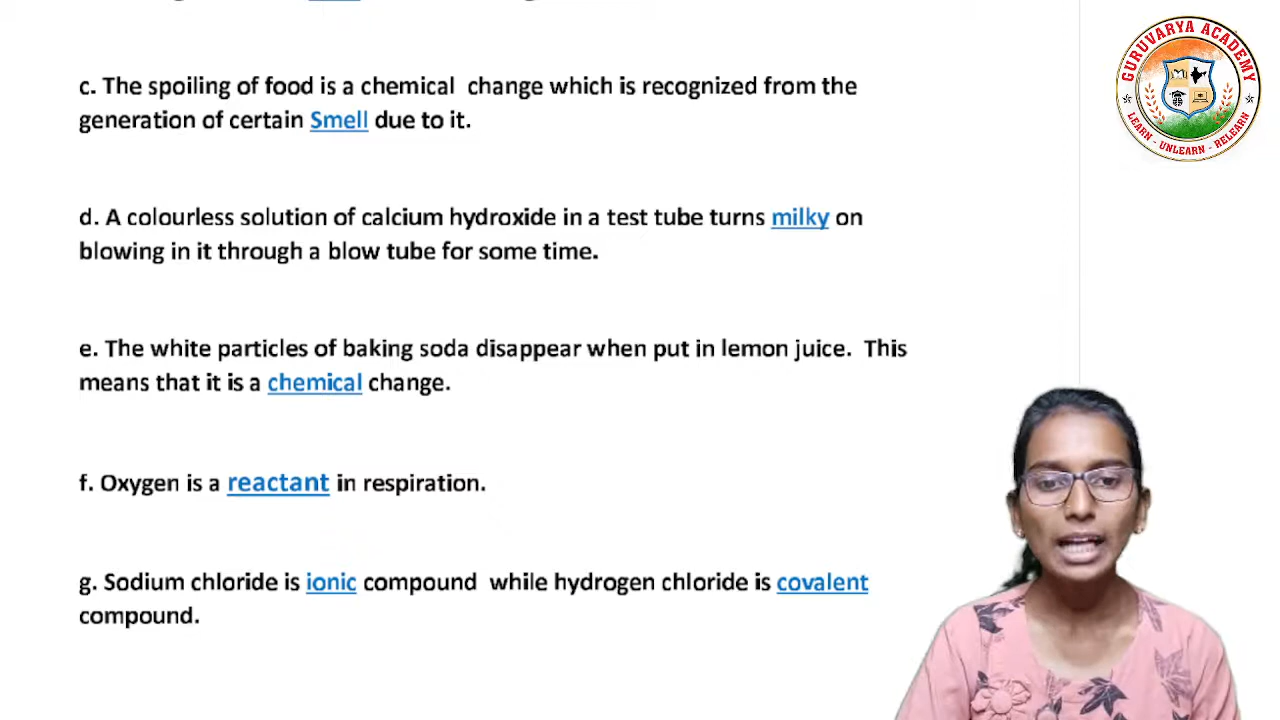 c. The spoiling of food is a chemical change which is recognized from the
generation of certain Smell due to it.
d. A colourless solution of calcium hydroxide in a test tube turns milky on
blowing in it through a blow tube for some time.
e. The white particles of baking soda disappear when put in lemon juice. This
means that it is a chemical change.
f. Oxygen is a reactant in respiration.
g. Sodium chloride is ionic compound while hydrogen chloride is covalent
compound.
GURUVARYA ACADEMY
LEARN - UNLEARN - RELEARN